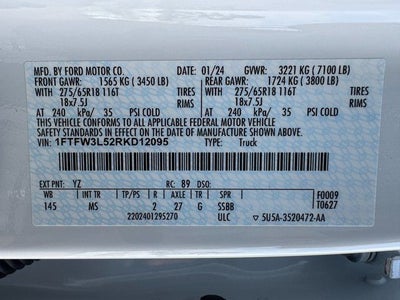 MFD. BY FORD MOTOR CO. 01/24 GVWR: 3221 KG (7100 LB)
FRONT GAWR: 1565 KG (3450 LB) REAR GAWR: 1724 KG (3800 LB)
WITH 275/65R18 116T TIRES WITH 275/65R18 116T TIRES
18x7.5J RIMS 18x7.5J RIMS
AT 240 kPa/ 35 PSI COLD AT 240 kPa/ 35 PSI COLD
THIS VEHICLE CONFORMS TO ALL APPLICABLE FEDERAL MOTOR VEHICLE
SAFETY STANDARDS IN EFFECT ON THE DATE OF MANUFACTURE SHOWN ABOVE.
VIN: 1FTFW3L52RKD12095 TYPE: Truck
EXT PNT: YZ RC: 89 DSO: F0009
WB INT TR TP/PS R AXLE TR SPR T0627
145 MS 2 27 G SSBB
2202401295270 ULC 5U5A-3520472-AA